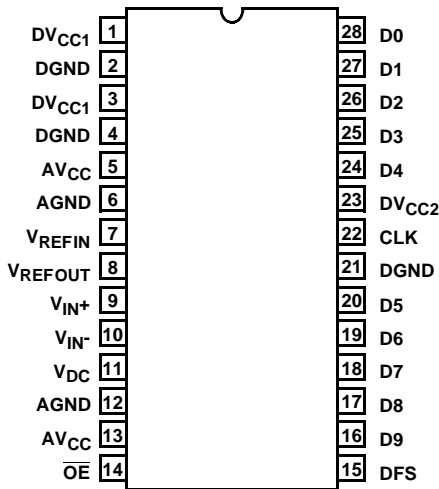 DVCC1 1 28 D0
DGND 2 27 D1
DVCC1 3 26 D2
DGND 4 25 D3
AVCC 5 24 D4
AGND 6 23 DVCC2
VREFIN 7 22 CLK
VREFOUT 8 21 DGND
VIN+ 9 20 D5
VIN- 10 19 D6
VDC 11 18 D7
AGND 12 17 D8
AVCC 13 16 D9
O̅E̅ 14 15 DFS